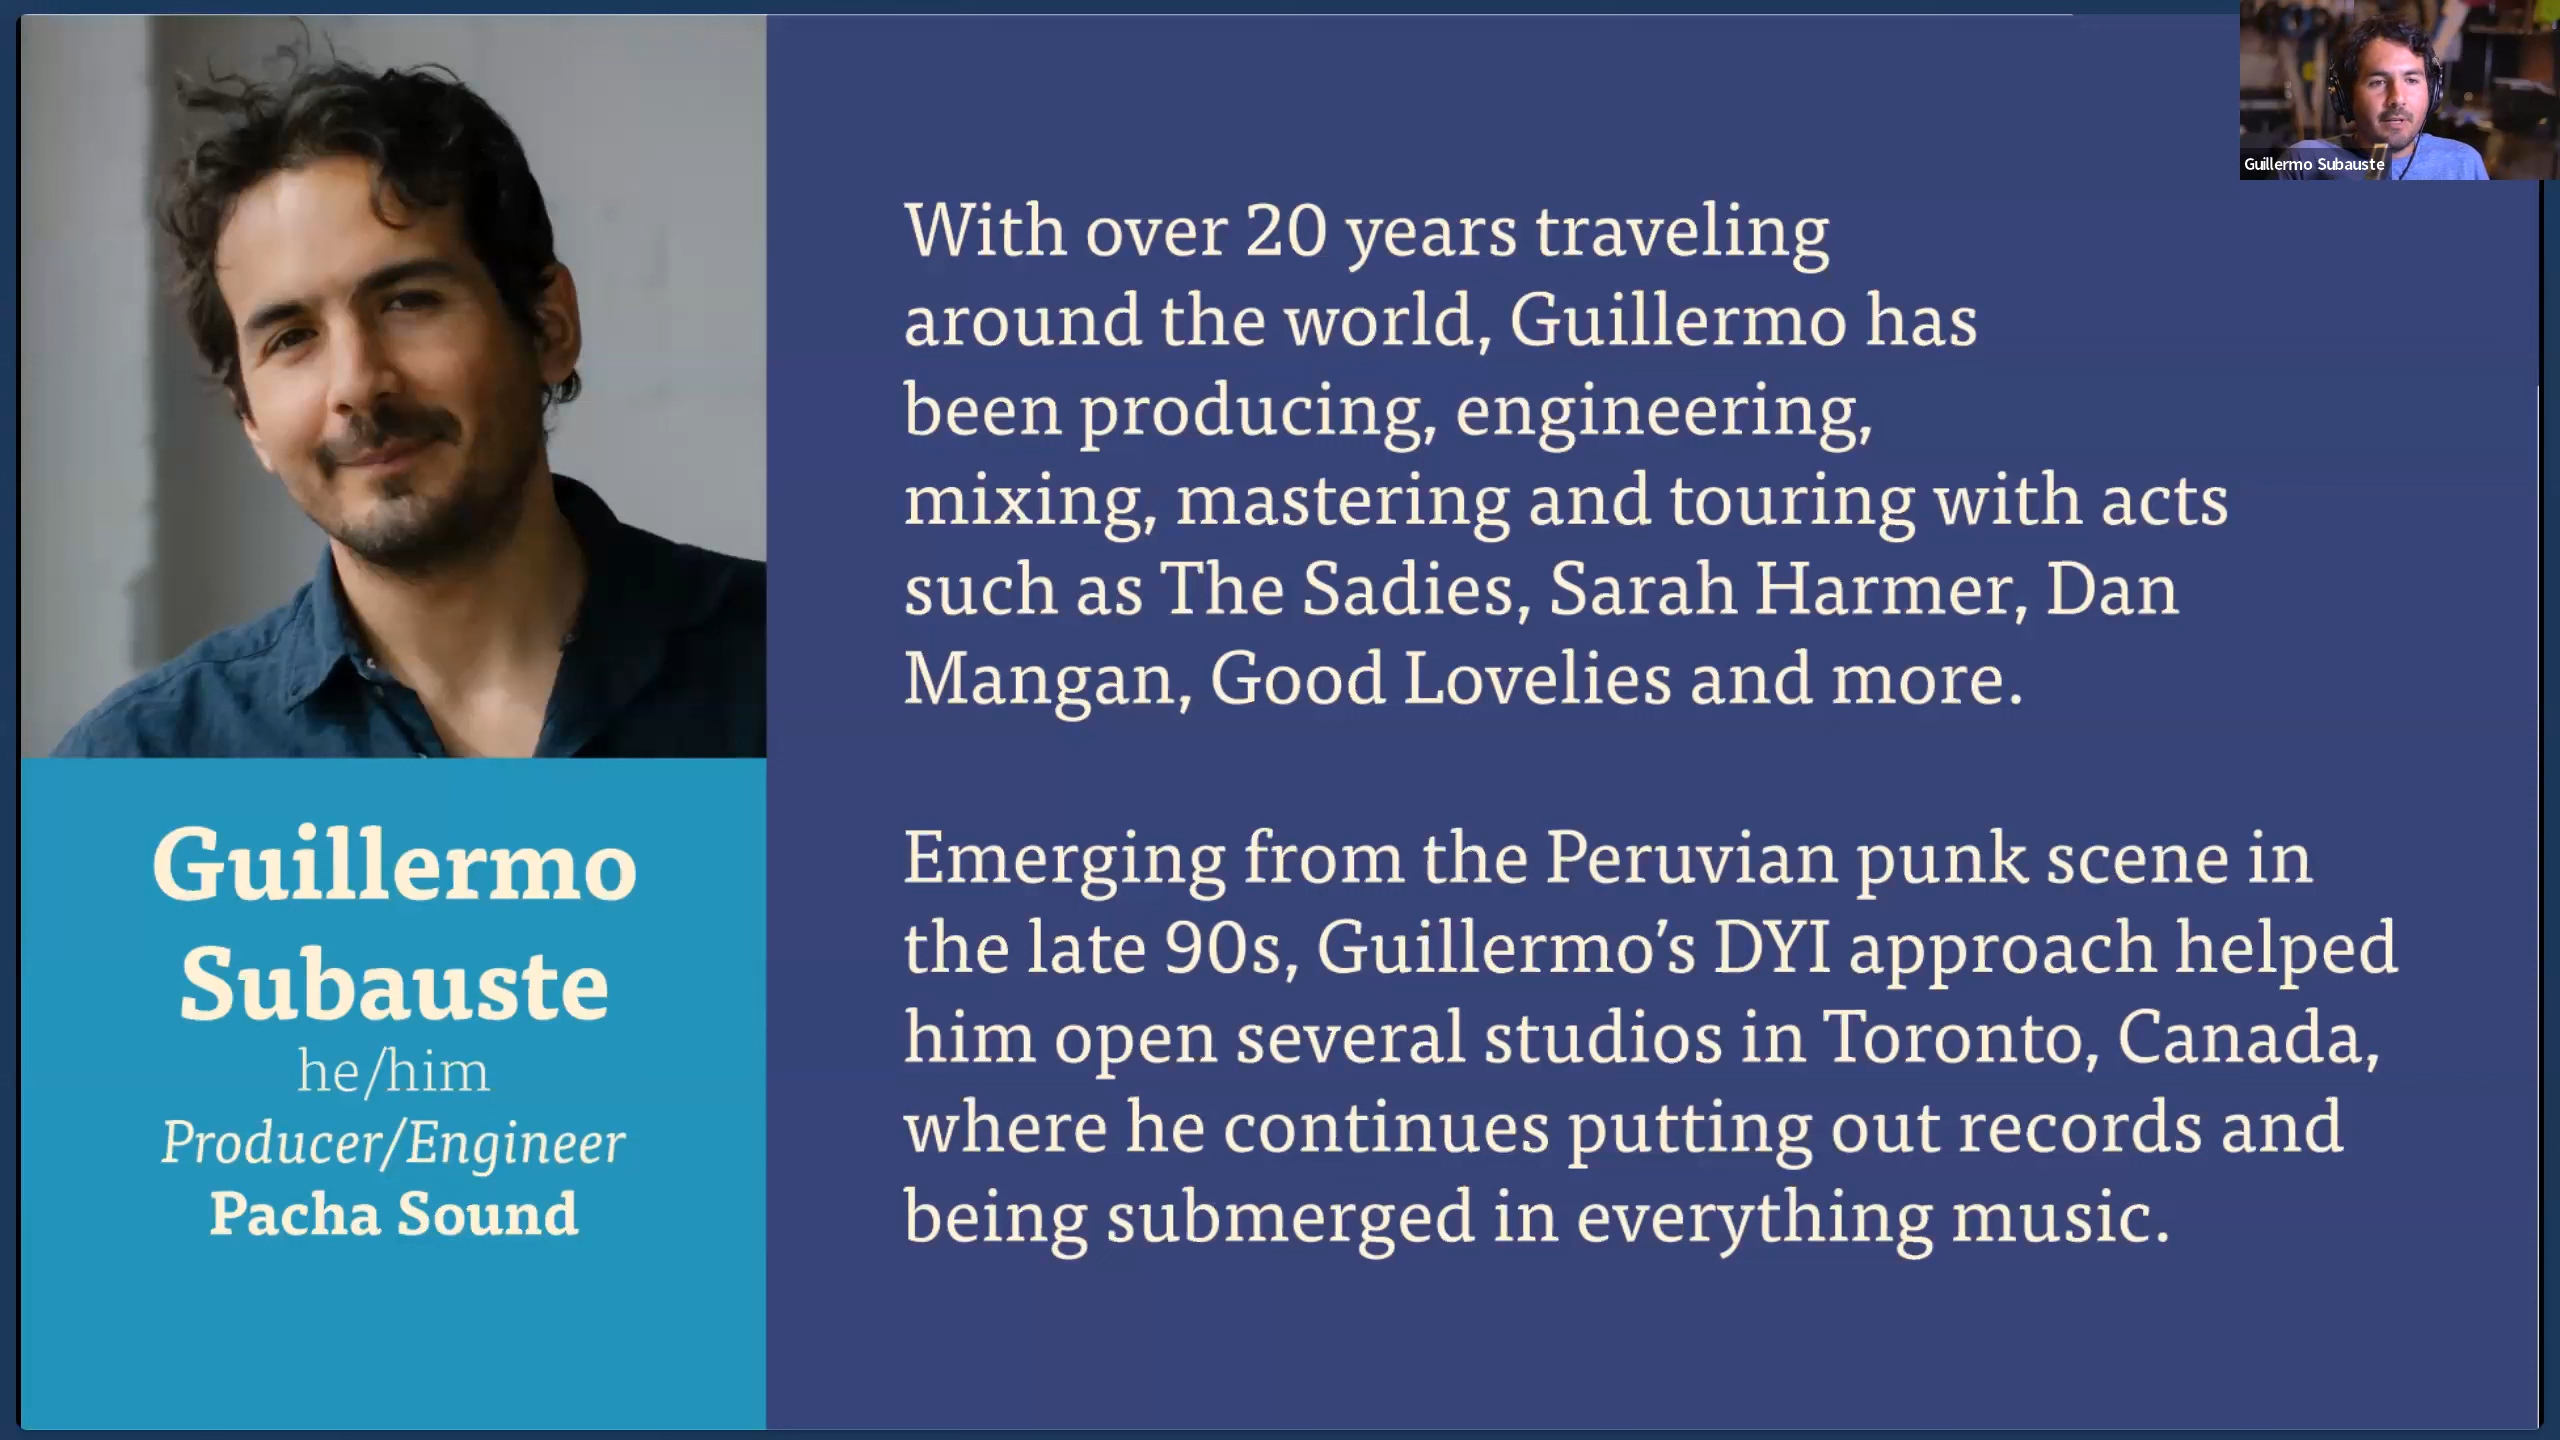 Guillermo Subauste
With over 20 years traveling
around the world, Guillermo has
been producing, engineering,
mixing, mastering and touring with acts
such as The Sadies, Sarah Harmer, Dan
Mangan, Good Lovelies and more.
Emerging from the Peruvian punk scene in
the late 90s, Guillermo’s DYI approach helped
him open several studios in Toronto, Canada,
where he continues putting out records and
being submerged in everything music.
Guillermo
Subauste
he/him
Producer/Engineer
Pacha Sound